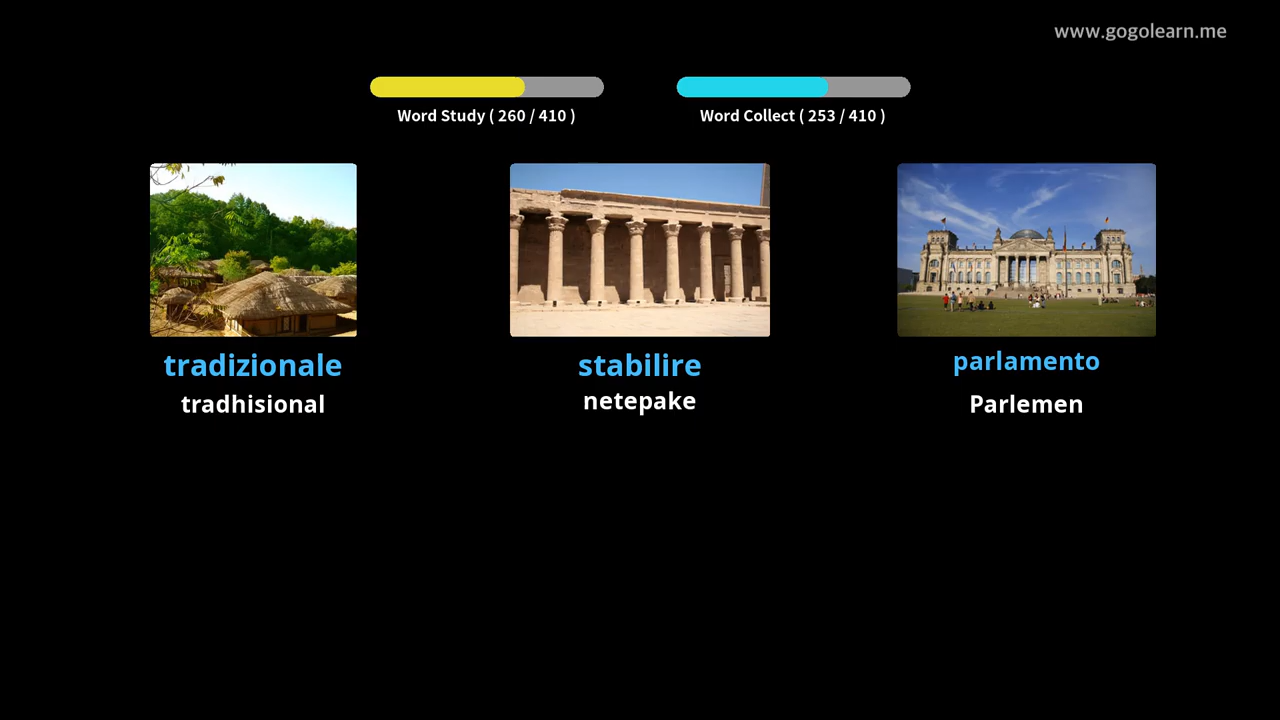 www.gogolearn.me
Word Study ( 260 / 410 )
Word Collect ( 253 / 410 )
tradizionale
tradhisional
stabilire
netepake
parlamento
Parlemen